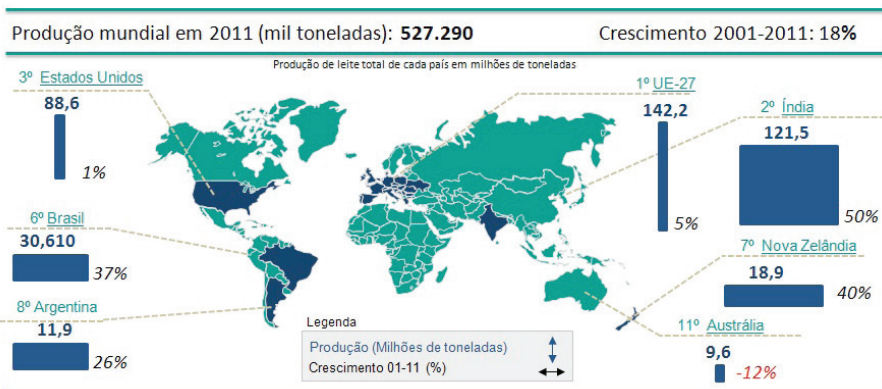 Produção mundial em 2011 (mil toneladas): 527.290
Crescimento 2001-2011: 18%
Produção de leite total de cada país em milhões de toneladas
3º Estados Unidos
88,6
1%
1º UE-27
142,2
5%
2º Índia
121,5
50%
6º Brasil
30,610
37%
7º Nova Zelândia
18,9
40%
8º Argentina
11,9
26%
11º Austrália
9,6
-12%
Legenda
Produção (Milhões de toneladas)
Crescimento 01-11 (%)